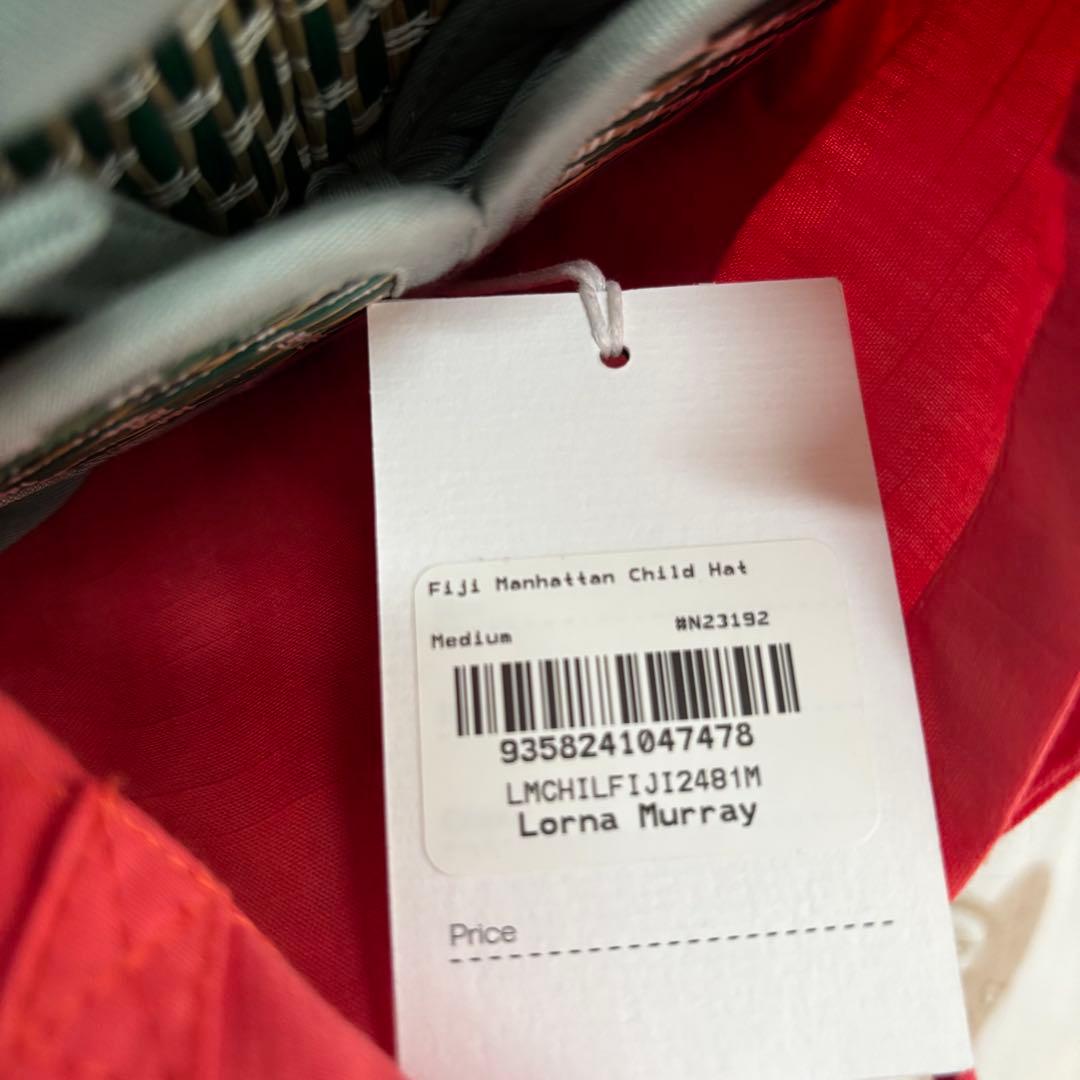 Fiji Manhattan Child Hat
Medium #N23192
9358241047478
LMCHILFIJI2481M
Lorna Murray
Price